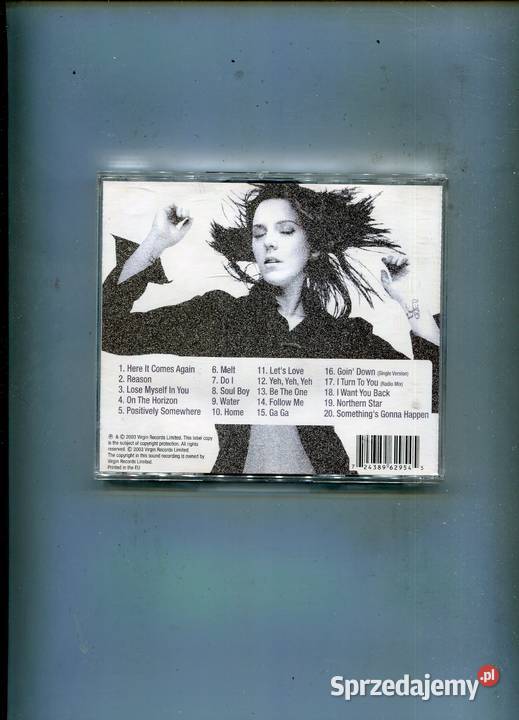 1. Here It Comes Again
2. Reason
3. Lose Myself In You
4. On The Horizon
5. Positively Somewhere
6. Melt
7. Do I
8. Soul Boy
9. Water
10. Home
11. Let's Love
12. Yeh, Yeh, Yeh
13. Be The One
14. Follow Me
15. Ga Ga
16. Goin' Down (Single Version)
17. I Turn To You (Radio Mix)
18. I Want You Back
19. Northern Star
20. Something's Gonna Happen
℗ & © 2003 Virgin Records Limited. This label copy
is the subject of copyright protection. All rights
reserved. © 2003 Virgin Records Limited.
The copyright in this sound recording is owned by
Virgin Records Limited.
Printed in the EU
7 24389 62954 5
Sprzedajemy.pl